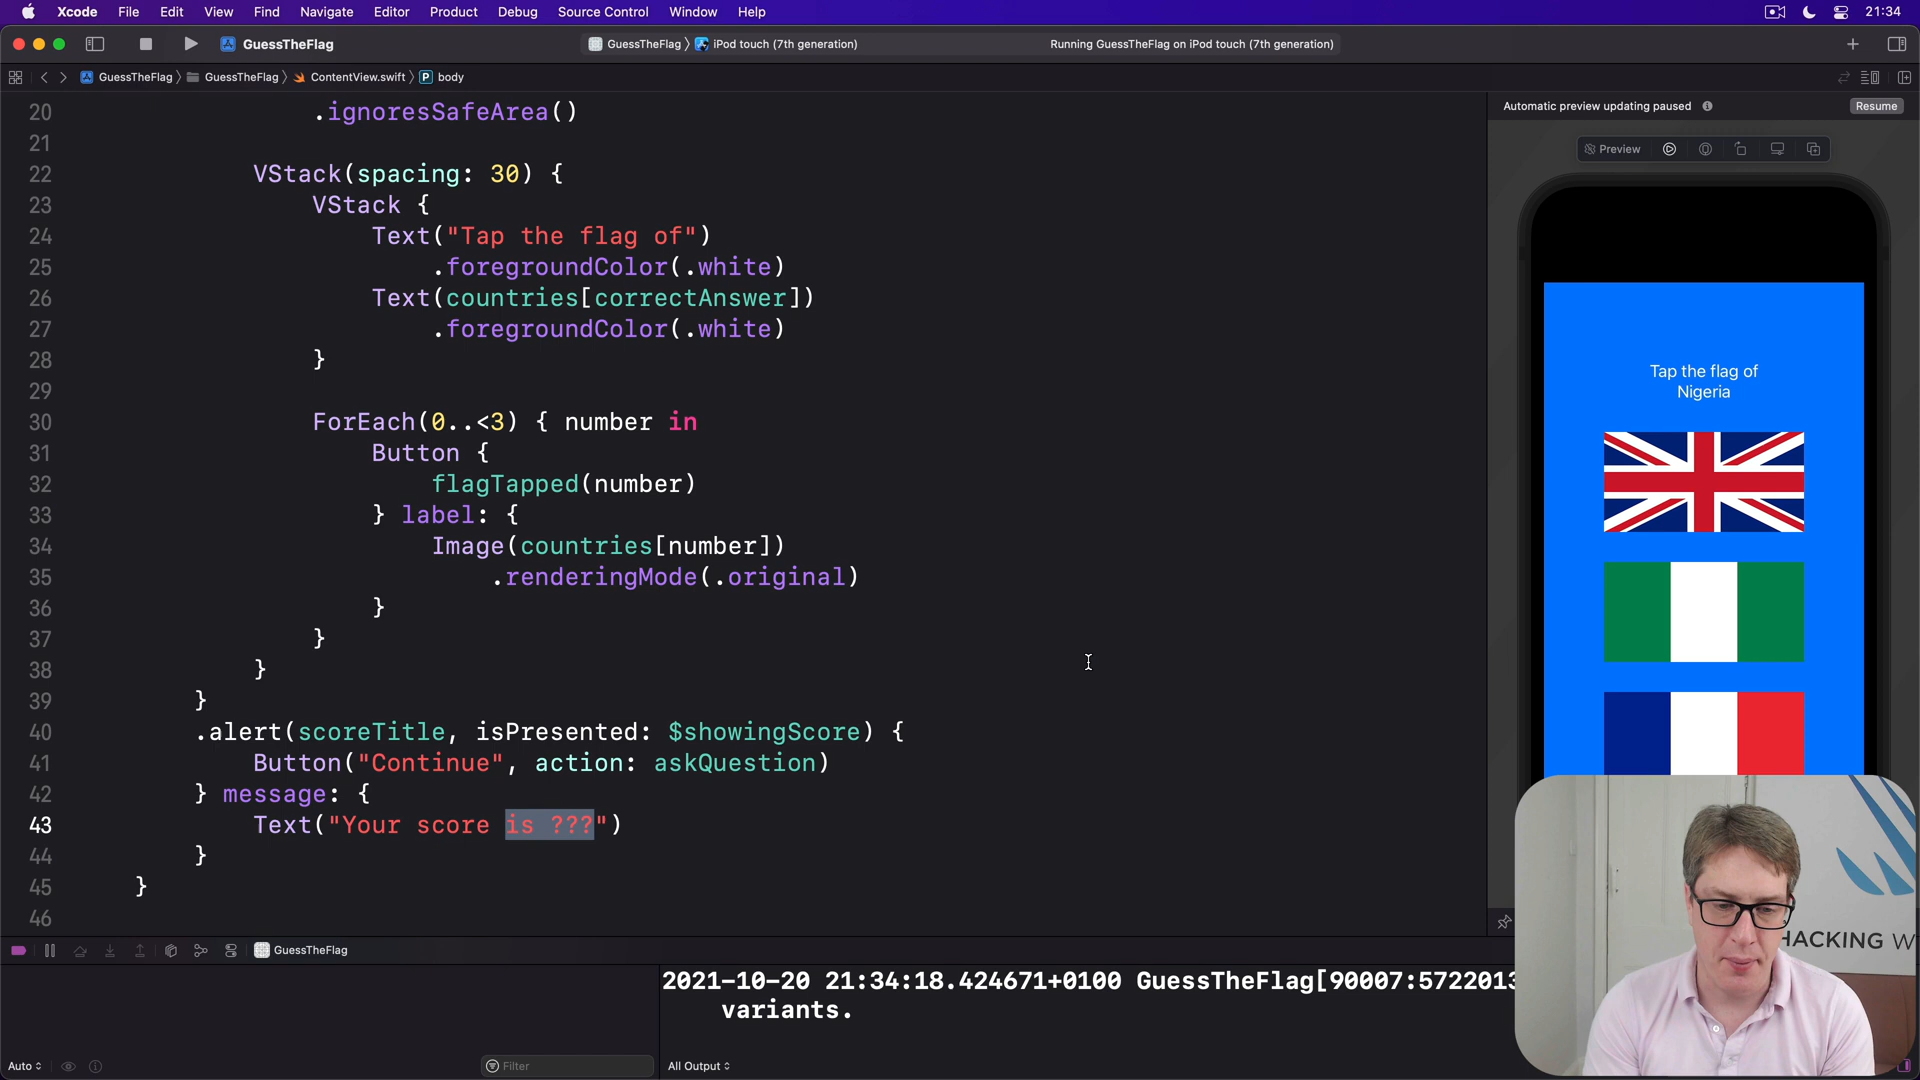 Xcode File Edit View Find Navigate Editor Product Debug Source Control Window Help 21:34
GuessTheFlag GuessTheFlag 〉 iPod touch (7th generation) Running GuessTheFlag on iPod touch (7th generation)
GuessTheFlag 〉 GuessTheFlag 〉 ContentView.swift 〉 P body
20 .ignoresSafeArea()
21
22 VStack(spacing: 30) {
23 VStack {
24 Text("Tap the flag of")
25 .foregroundColor(.white)
26 Text(countries[correctAnswer])
27 .foregroundColor(.white)
28 }
29
30 ForEach(0..<3) { number in
31 Button {
32 flagTapped(number)
33 } label: {
34 Image(countries[number])
35 .renderingMode(.original)
36 }
37 }
38 }
39 }
40 .alert(scoreTitle, isPresented: $showingScore) {
41 Button("Continue", action: askQuestion)
42 } message: {
43 Text("Your score is ???")
44 }
45 }
46
Automatic preview updating paused Resume
Preview
Tap the flag of
Nigeria
HACKING W
GuessTheFlag
2021-10-20 21:34:18.424671+0100 GuessTheFlag[90007:5722013
variants.
Auto Filter All Output